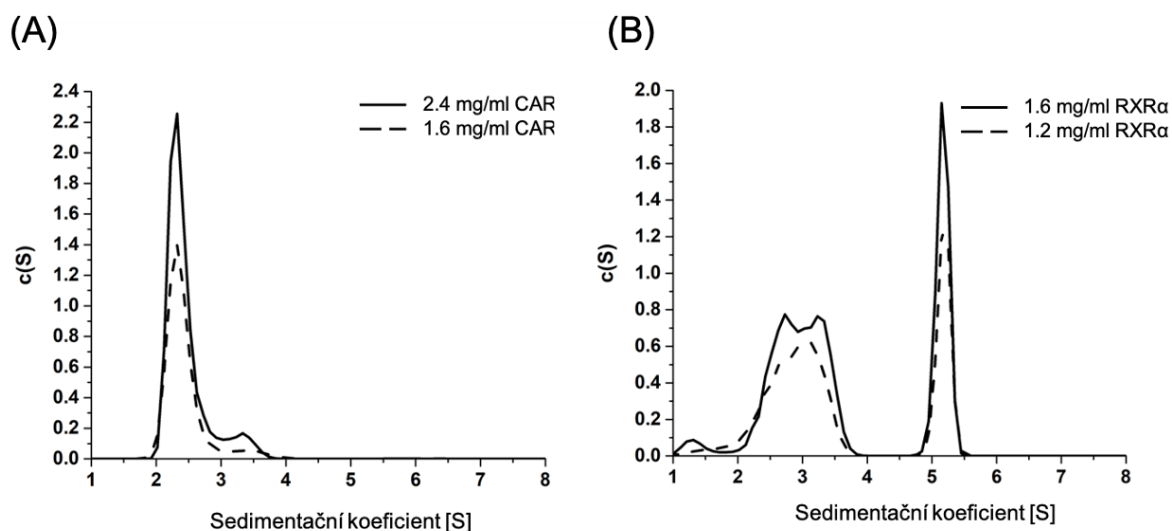 (A)
(B)
2.4 mg/ml CAR
1.6 mg/ml CAR
2.4
2.2
2.0
1.8
1.6
1.4
1.2
1.0
0.8
0.6
0.4
0.2
0.0
c(S)
1 2 3 4 5 6 7 8
Sedimentační koeficient [S]
1.6 mg/ml RXRα
1.2 mg/ml RXRα
2.0
1.8
1.6
1.4
1.2
1.0
0.8
0.6
0.4
0.2
0.0
c(S)
1 2 3 4 5 6 7 8
Sedimentační koeficient [S]